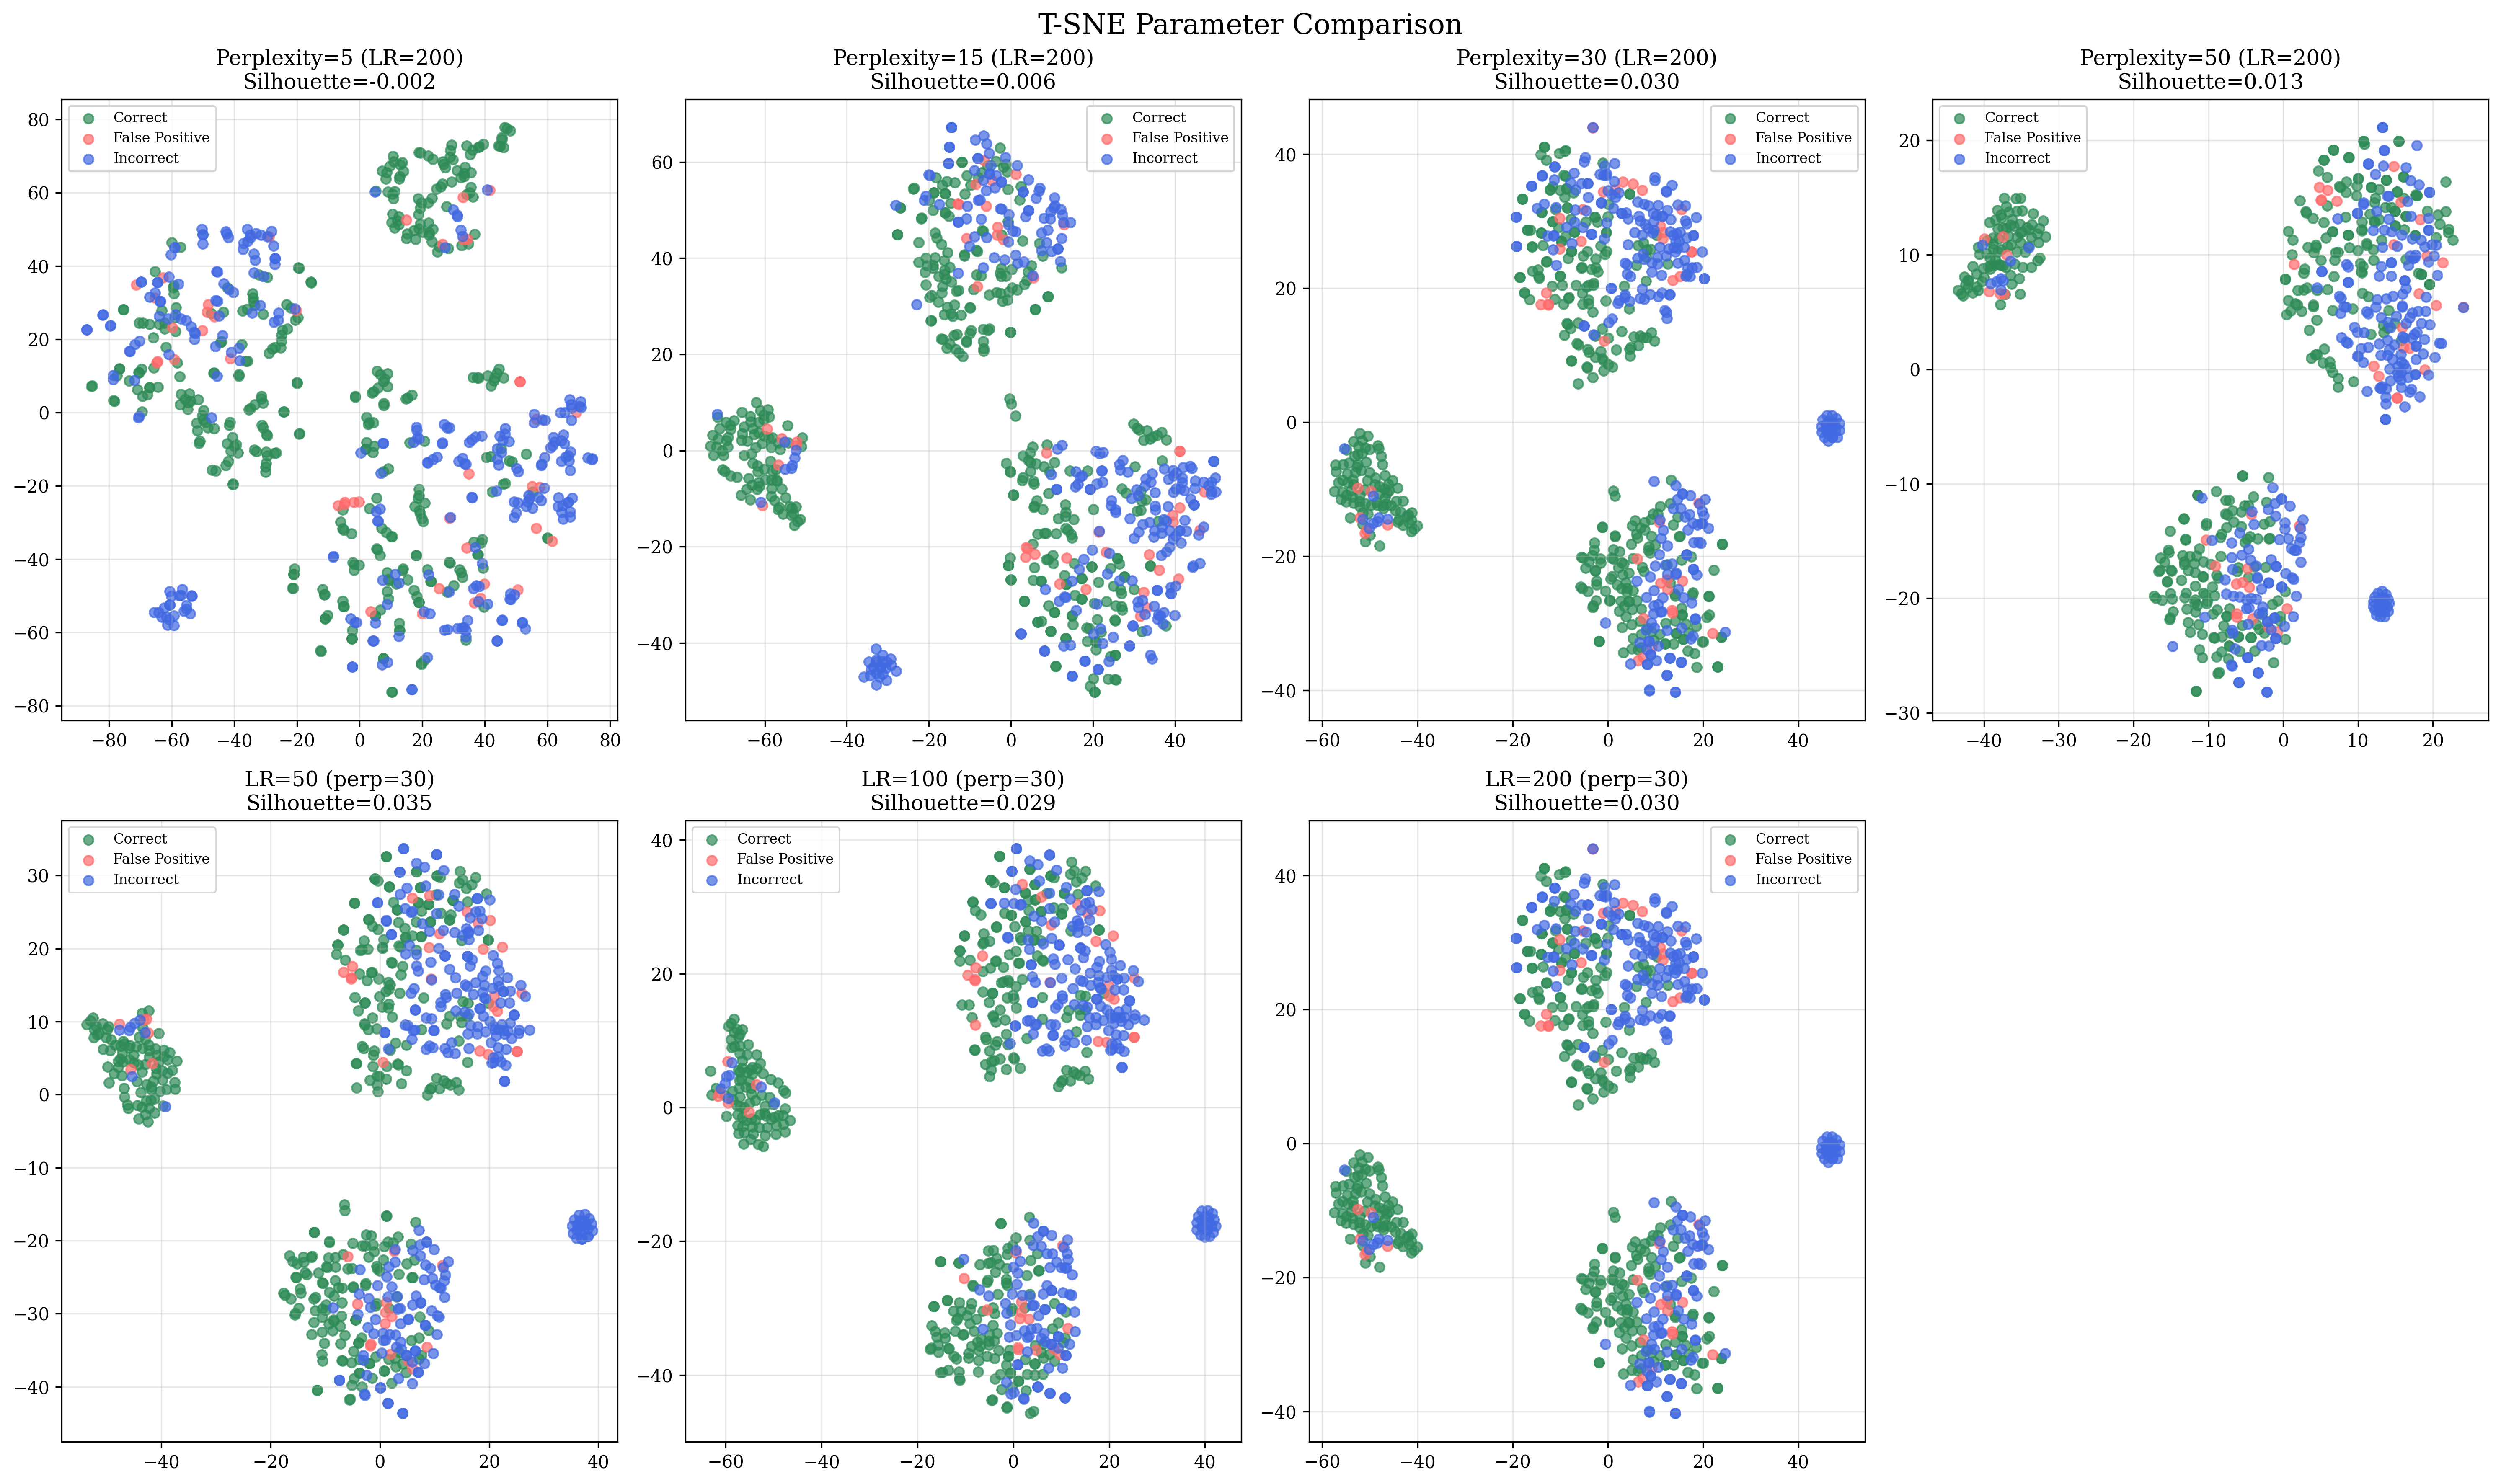 T-SNE Parameter Comparison
Perplexity=5 (LR=200)
Silhouette=-0.002
Correct
False Positive
Incorrect
80
60
40
20
0
−20
−40
−60
−80
−80 −60 −40 −20 0 20 40 60 80
Perplexity=15 (LR=200)
Silhouette=0.006
Correct
False Positive
Incorrect
60
40
20
0
−20
−40
−60 −40 −20 0 20 40
Perplexity=30 (LR=200)
Silhouette=0.030
Correct
False Positive
Incorrect
40
20
0
−20
−40
−60 −40 −20 0 20 40
Perplexity=50 (LR=200)
Silhouette=0.013
Correct
False Positive
Incorrect
20
10
0
−10
−20
−30
−40 −30 −20 −10 0 10 20
LR=50 (perp=30)
Silhouette=0.035
Correct
False Positive
Incorrect
30
20
10
0
−10
−20
−30
−40
−40 −20 0 20 40
LR=100 (perp=30)
Silhouette=0.029
Correct
False Positive
Incorrect
40
20
0
−20
−40
−60 −40 −20 0 20 40
LR=200 (perp=30)
Silhouette=0.030
Correct
False Positive
Incorrect
40
20
0
−20
−40
−60 −40 −20 0 20 40